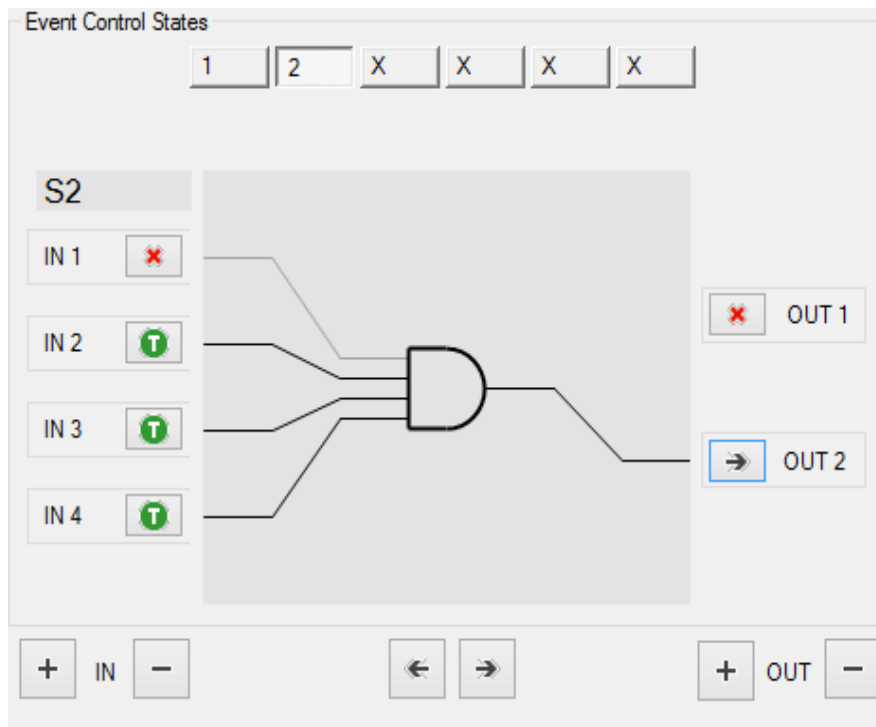 Event Control States
1 2 X X X X
S2
IN 1
IN 2 T
IN 3 T
IN 4 T
OUT 1
OUT 2
+ IN −
+ OUT −